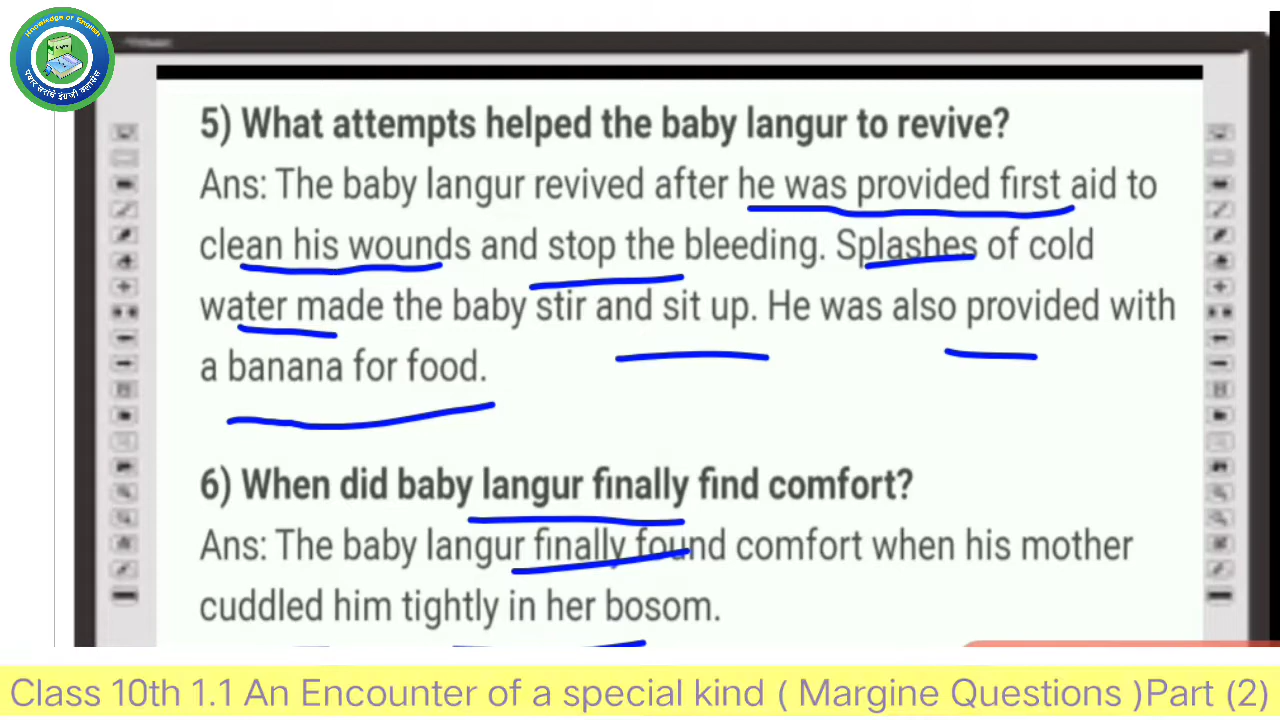 Knowledge of English
5) What attempts helped the baby langur to revive?
Ans: The baby langur revived after he was provided first aid to
clean his wounds and stop the bleeding. Splashes of cold
water made the baby stir and sit up. He was also provided with
a banana for food.
6) When did baby langur finally find comfort?
Ans: The baby langur finally found comfort when his mother
cuddled him tightly in her bosom.
Class 10th 1.1 An Encounter of a special kind ( Margine Questions )Part (2)